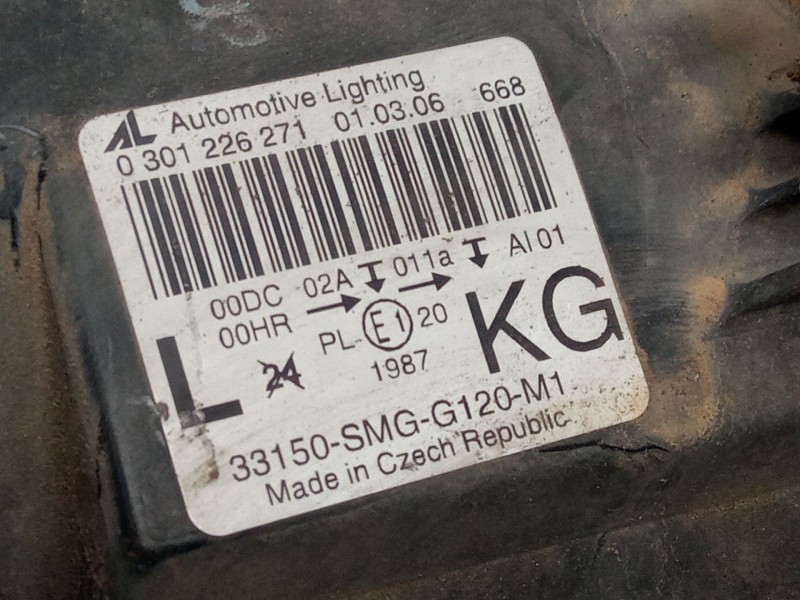 AL Automotive Lighting
0 301 226 271 01.03.06 668
00DC 02A 011a AI 01
00HR PL- E1 20
L 24 1987 KG
33150-SMG-G120-M1
Made in Czech Republic